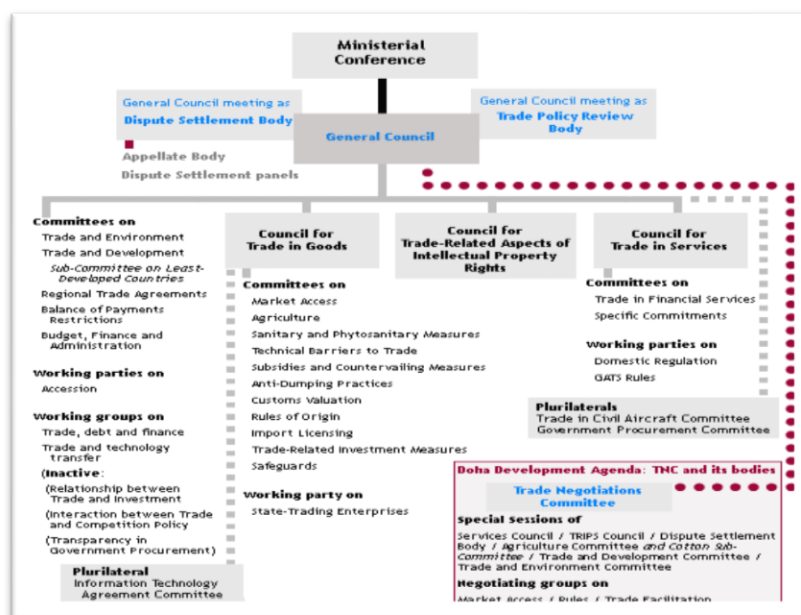 Ministerial
Conference
General Council meeting as
Dispute Settlement Body
General Council meeting as
Trade Policy Review
Body
General Council
Appellate Body
Dispute Settlement panels
Committees on
Trade and Environment
Trade and Development
Sub-Committee on Least-
Developed Countries
Regional Trade Agreements
Balance of Payments
Restrictions
Budget, Finance and
Administration
Working parties on
Accession
Working groups on
Trade, debt and finance
Trade and technology
transfer
(Inactive:
(Relationship between
Trade and Investment
(Interaction between Trade
and Competition Policy
(Transparency in
Government Procurement)
Plurilateral
Information Technology
Agreement Committee
Council for
Trade in Goods
Committees on
Market Access
Agriculture
Sanitary and Phytosanitary Measures
Technical Barriers to Trade
Subsidies and Countervailing Measures
Anti-Dumping Practices
Customs Valuation
Rules of Origin
Import Licensing
Trade-Related Investment Measures
Safeguards
Working party on
State-Trading Enterprises
Council for
Trade-Related Aspects of
Intellectual Property
Rights
Council for
Trade in Services
Committees on
Trade in Financial Services
Specific Commitments
Working parties on
Domestic Regulation
GATS Rules
Plurilaterals
Trade in Civil Aircraft Committee
Government Procurement Committee
Doha Development Agenda: TNC and its bodies
Trade Negotiations
Committee
Special Sessions of
Services Council / TRIPS Council / Dispute Settlement
Body / Agriculture Committee and Cotton Sub-
Committee / Trade and Development Committee /
Trade and Environment Committee
Negotiating groups on
Market Access / Rules / Trade Facilitation